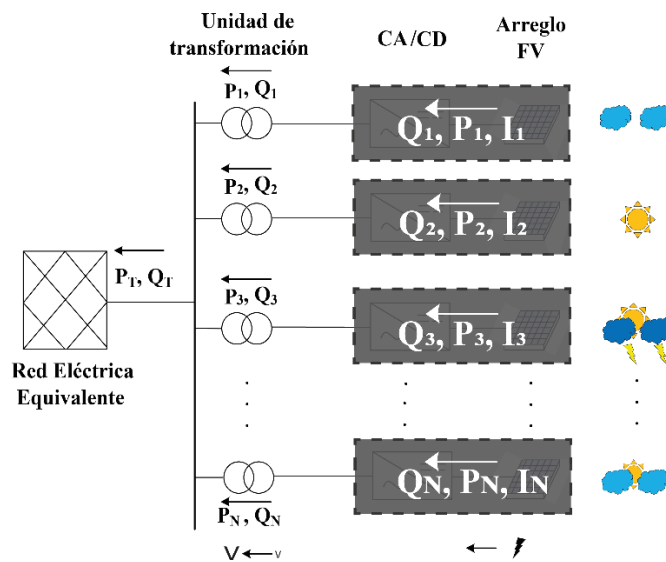 Unidad de
transformación
CA/CD
Arreglo
FV
P1, Q1
Q1, P1, I1
P2, Q2
Q2, P2, I2
PT, QT
P3, Q3
Q3, P3, I3
Red Eléctrica
Equivalente
QN, PN, IN
PN, QN
V
v